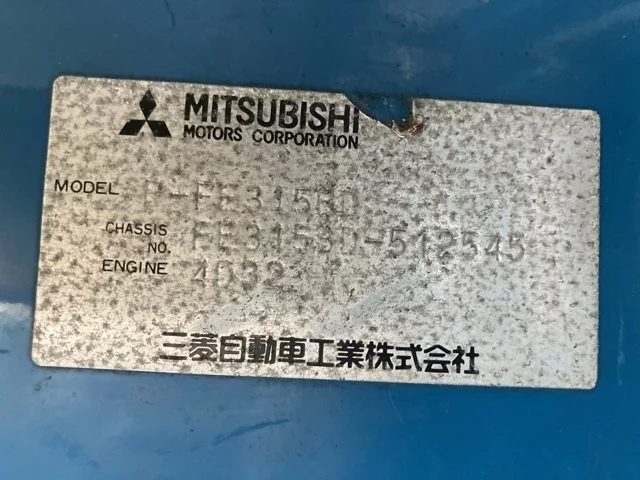 MITSUBISHI
MOTORS CORPORATION
MODEL P-FE315BD
CHASSIS NO. FE315BD-512545
ENGINE 4D32
三菱自動車工業株式会社